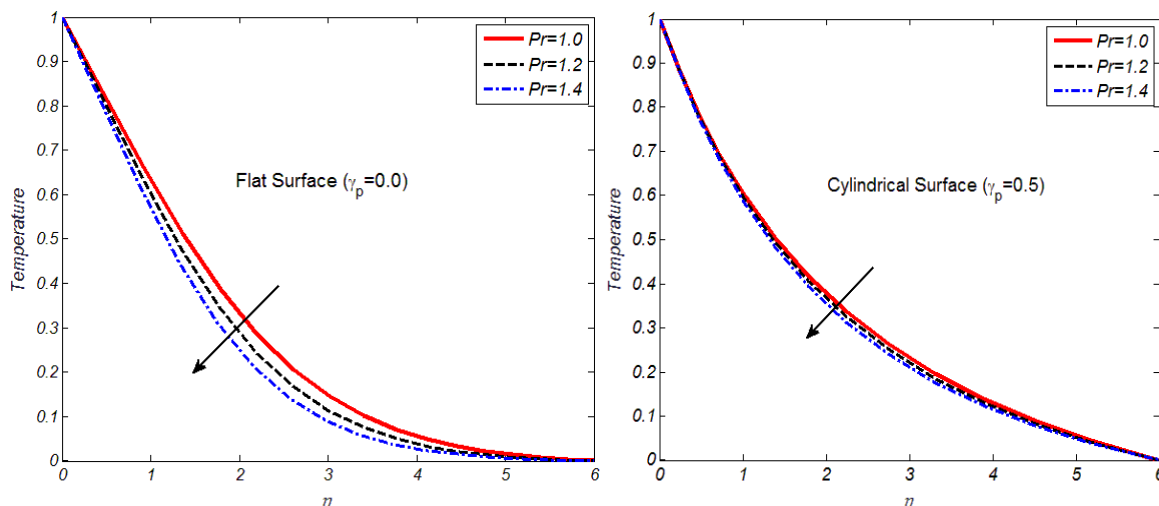 1
0.9
0.8
0.7
0.6
0.5
0.4
0.3
0.2
0.1
0
Temperature
Pr=1.0
Pr=1.2
Pr=1.4
Flat Surface (γp=0.0)
0 1 2 3 4 5 6
n
1
0.9
0.8
0.7
0.6
0.5
0.4
0.3
0.2
0.1
0
Temperature
Pr=1.0
Pr=1.2
Pr=1.4
Cylindrical Surface (γp=0.5)
0 1 2 3 4 5 6
n